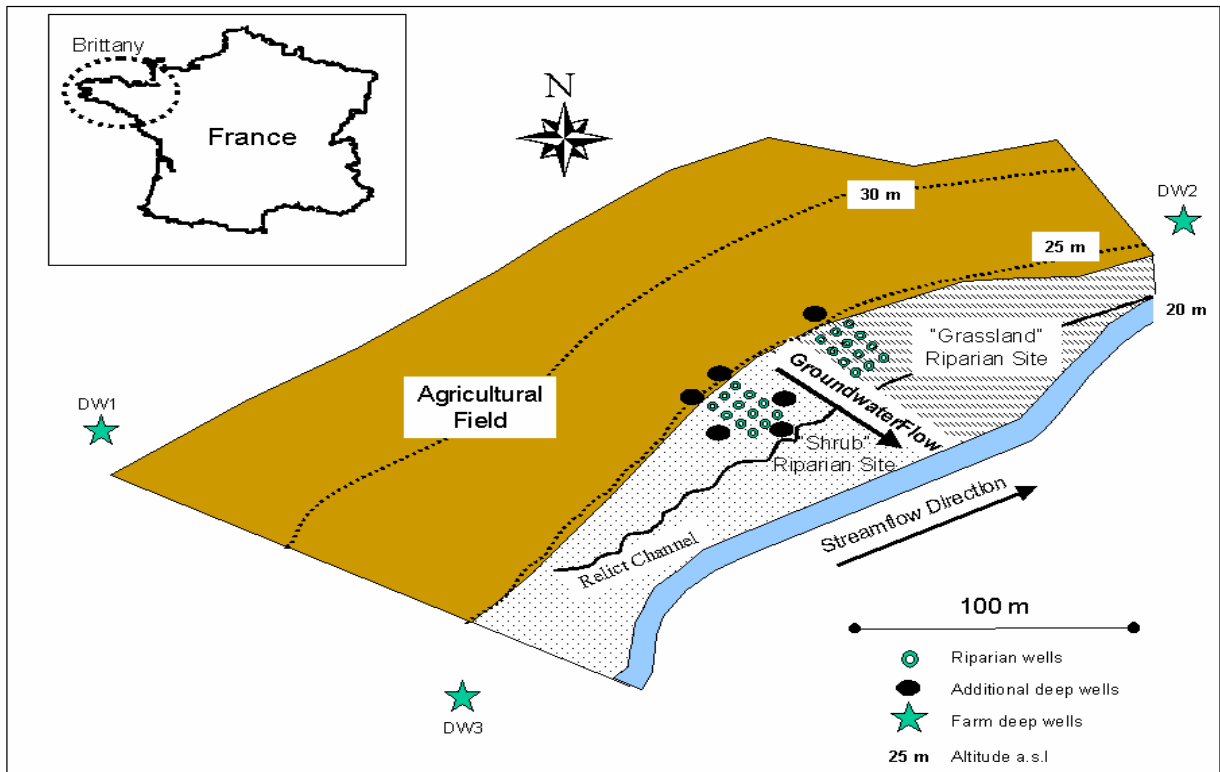 Brittany
France
N
30 m
DW2
25 m
20 m
"Grassland"
Riparian Site
Groundwater Flow
Agricultural
Field
DW1
"Shrub"
Riparian Site
Streamflow Direction
Relict Channel
100 m
Riparian wells
Additional deep wells
Farm deep wells
25 m Altitude a.s.l
DW3